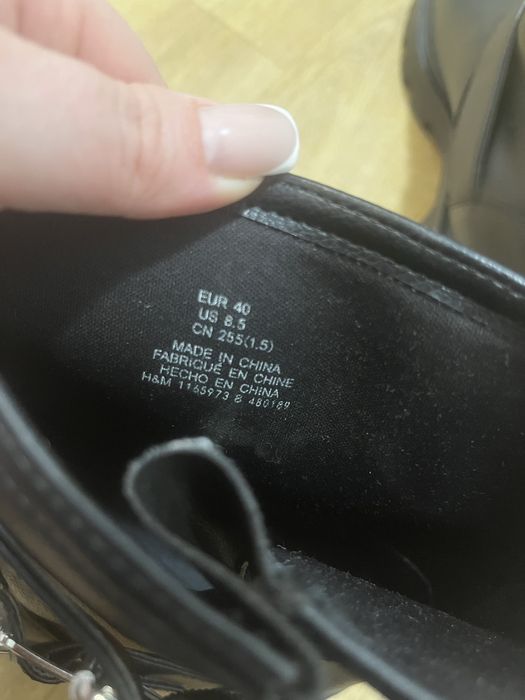 EUR 40
US 8.5
CN 255(1.5)
MADE IN CHINA
FABRIQUÉ EN CHINE
HECHO EN CHINA
H&M 1165973 8 480189